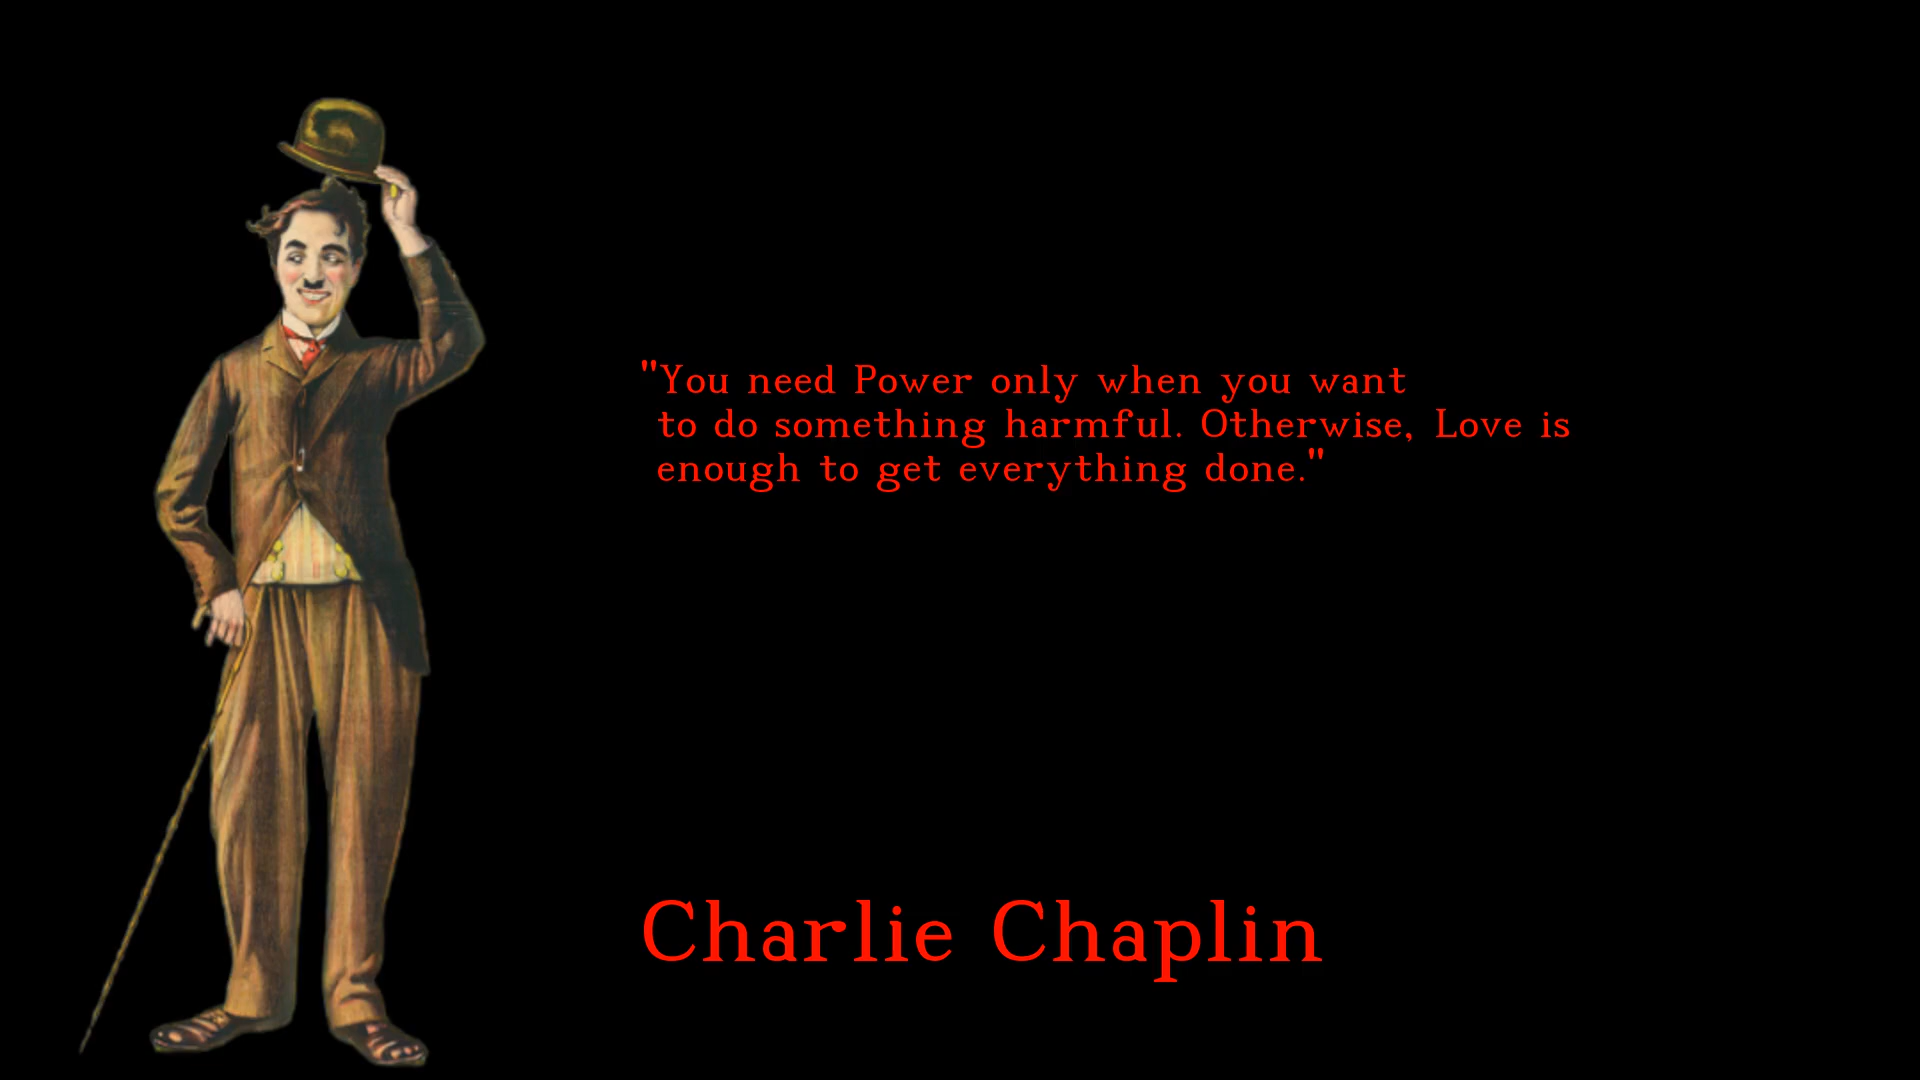 "You need Power only when you want
to do something harmful. Otherwise, Love is
enough to get everything done."
Charlie Chaplin